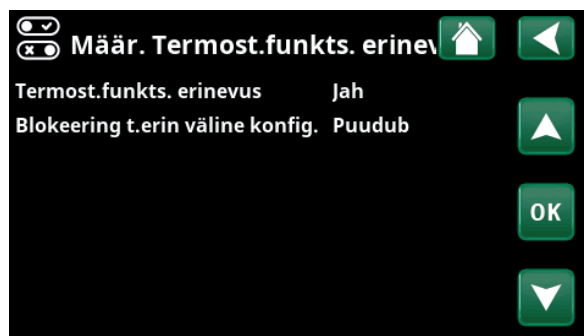 Määr. Termost.funkts. erinev
Termost.funkts. erinevus Jah
Blokeering t.erin väline konfig. Puudub
OK